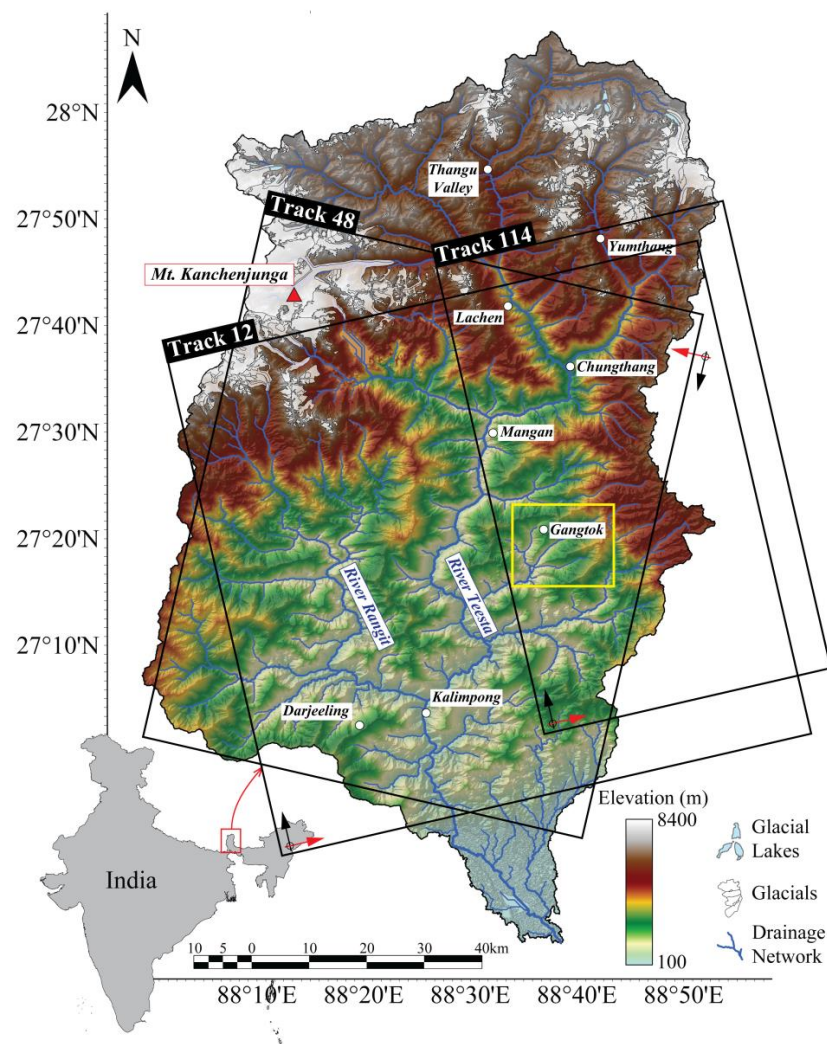 N
28°N
27°50'N
27°40'N
27°30'N
27°20'N
27°10'N
Thangu
Valley
Track 48
Track 114
Yumthang
Mt. Kanchenjunga
Lachen
Track 12
Chungthang
Mangan
Gangtok
River Rangit
River Teesta
Darjeeling
Kalimpong
India
Elevation (m)
8400
100
Glacial
Lakes
Glacials
Drainage
Network
10 5 0 10 20 30 40km
88°10'E 88°20'E 88°30'E 88°40'E 88°50'E